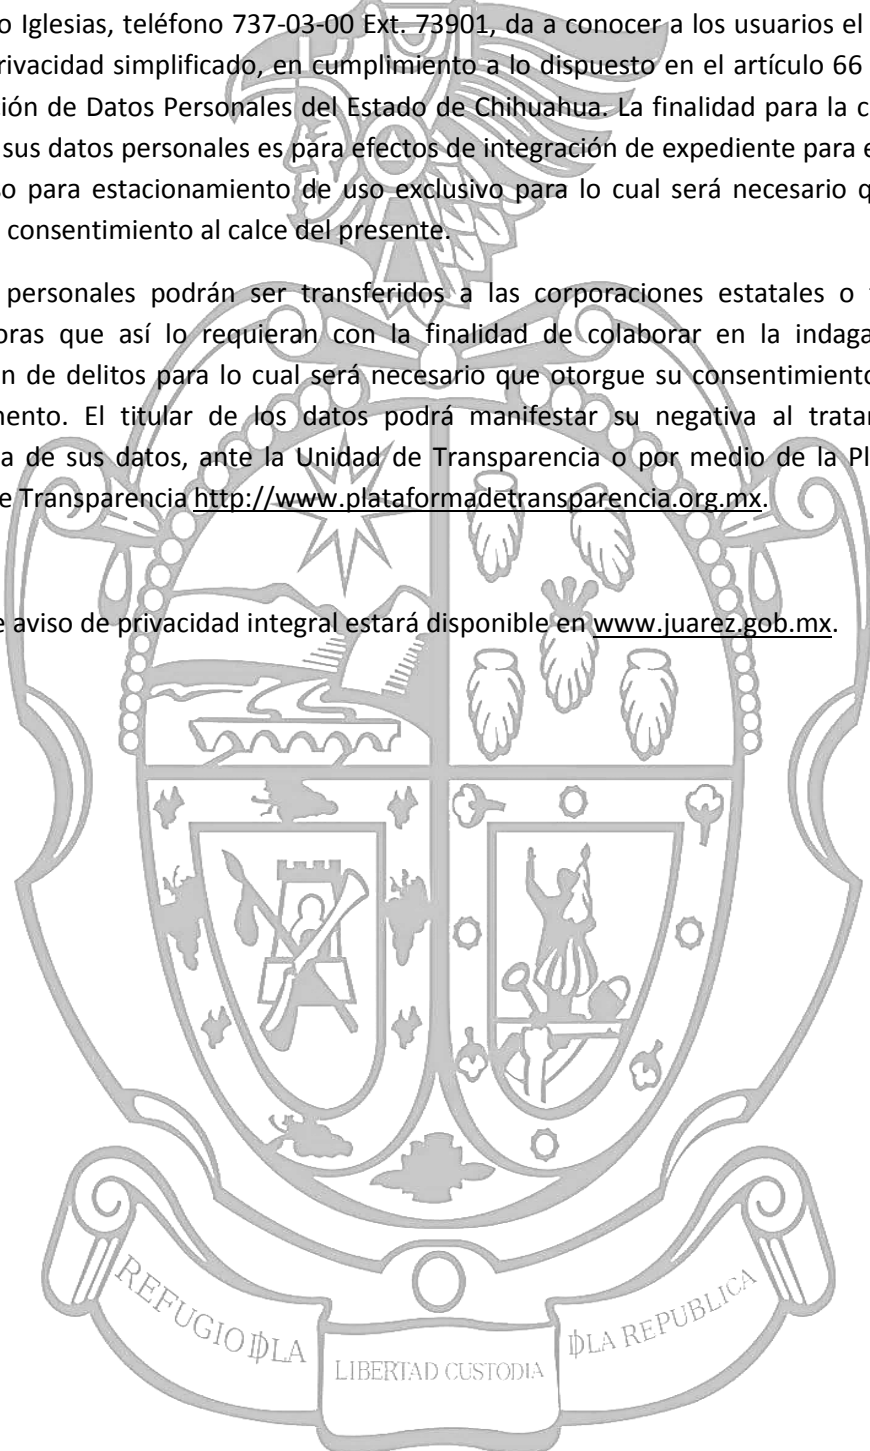 o Iglesias, teléfono 737-03-00 Ext. 73901, da a conocer a los usuarios el
rivacidad simplificado, en cumplimiento a lo dispuesto en el artículo 66
ión de Datos Personales del Estado de Chihuahua. La finalidad para la c
sus datos personales es para efectos de integración de expediente para e
so para estacionamiento de uso exclusivo para lo cual será necesario q
consentimiento al calce del presente.
personales podrán ser transferidos a las corporaciones estatales o
oras que así lo requieran con la finalidad de colaborar en la indaga
n de delitos para lo cual será necesario que otorgue su consentimiento
mento. El titular de los datos podrá manifestar su negativa al tratar
a de sus datos, ante la Unidad de Transparencia o por medio de la Pl
e Transparencia http://www.plataformadetransparencia.org.mx.
e aviso de privacidad integral estará disponible en www.juarez.gob.mx.
REFUGIO D LA
LIBERTAD CUSTODIA
D LA REPUBLICA